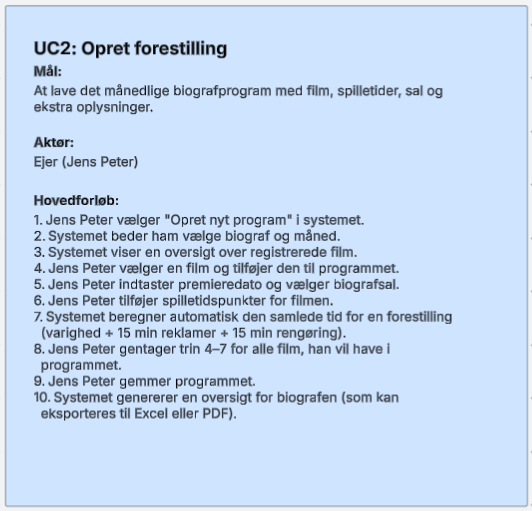 UC2: Opret forestilling
Mål:
At lave det månedlige biografprogram med film, spilletider, sal og
ekstra oplysninger.
Aktør:
Ejer (Jens Peter)
Hovedforløb:
1. Jens Peter vælger "Opret nyt program" i systemet.
2. Systemet beder ham vælge biograf og måned.
3. Systemet viser en oversigt over registrerede film.
4. Jens Peter vælger en film og tilføjer den til programmet.
5. Jens Peter indtaster premieredato og vælger biografsal.
6. Jens Peter tilføjer spilletidspunkter for filmen.
7. Systemet beregner automatisk den samlede tid for en forestilling
(varighed + 15 min reklamer + 15 min rengøring).
8. Jens Peter gentager trin 4–7 for alle film, han vil have i
programmet.
9. Jens Peter gemmer programmet.
10. Systemet genererer en oversigt for biografen (som kan
eksporteres til Excel eller PDF).